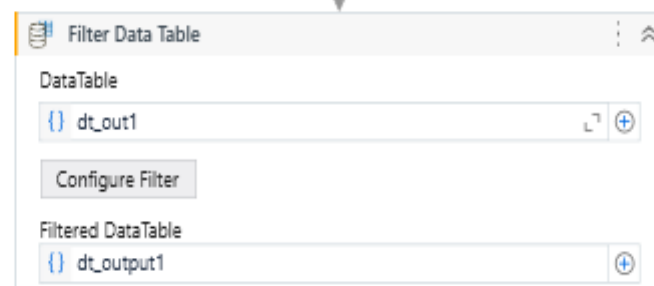 Filter Data Table
DataTable
{} dt_out1
Configure Filter
Filtered DataTable
{} dt_output1